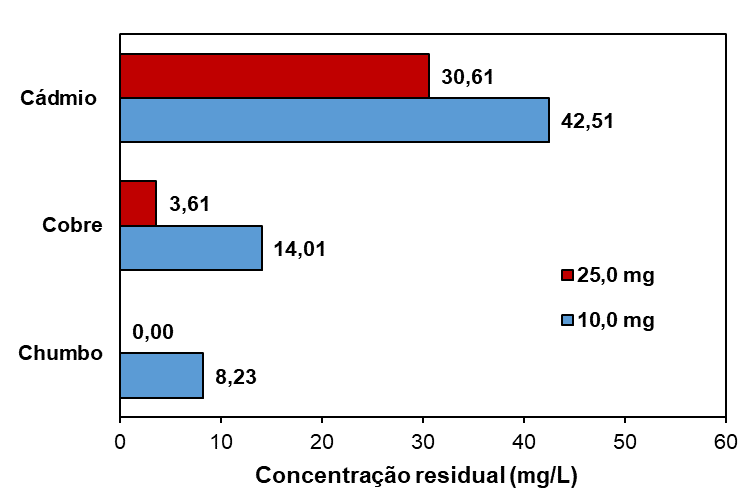 Cádmio
30,61
42,51
Cobre
3,61
14,01
25,0 mg
10,0 mg
Chumbo
0,00
8,23
0 10 20 30 40 50 60
Concentração residual (mg/L)